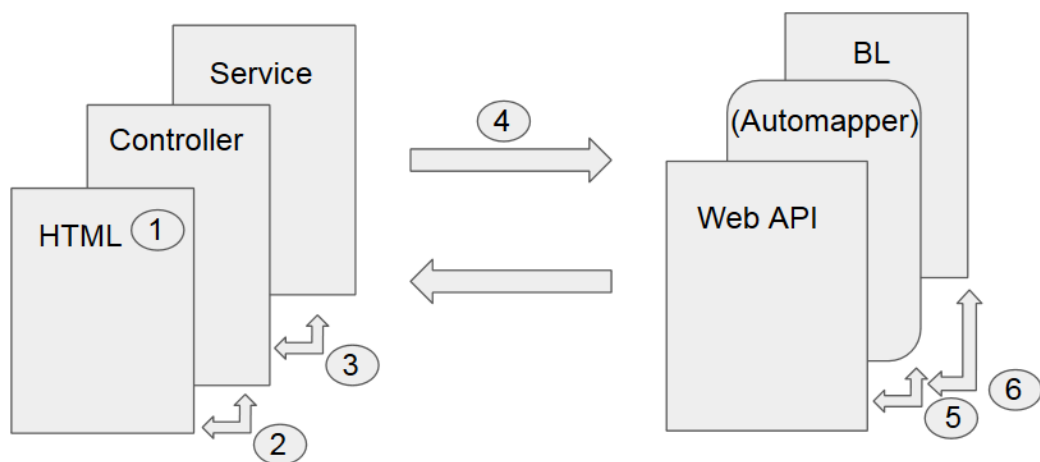 Service
Controller
HTML
1
2
3
4
BL
(Automapper)
Web API
5
6